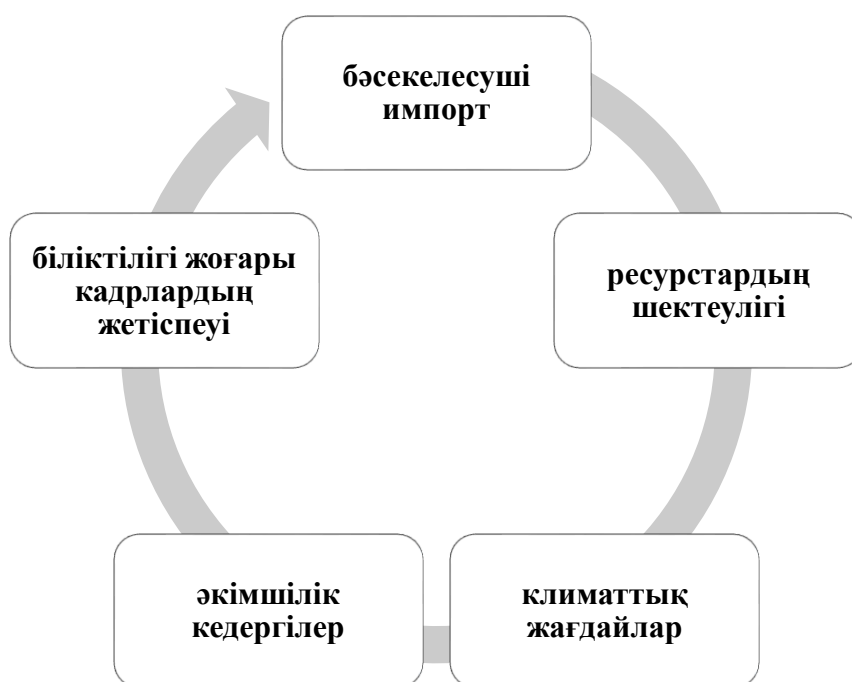 бәсекелесуші
импорт
ресурстардың
шектеулігі
климаттық
жағдайлар
әкімшілік
кедергілер
біліктілігі жоғары
кадрлардың
жетіспеуі